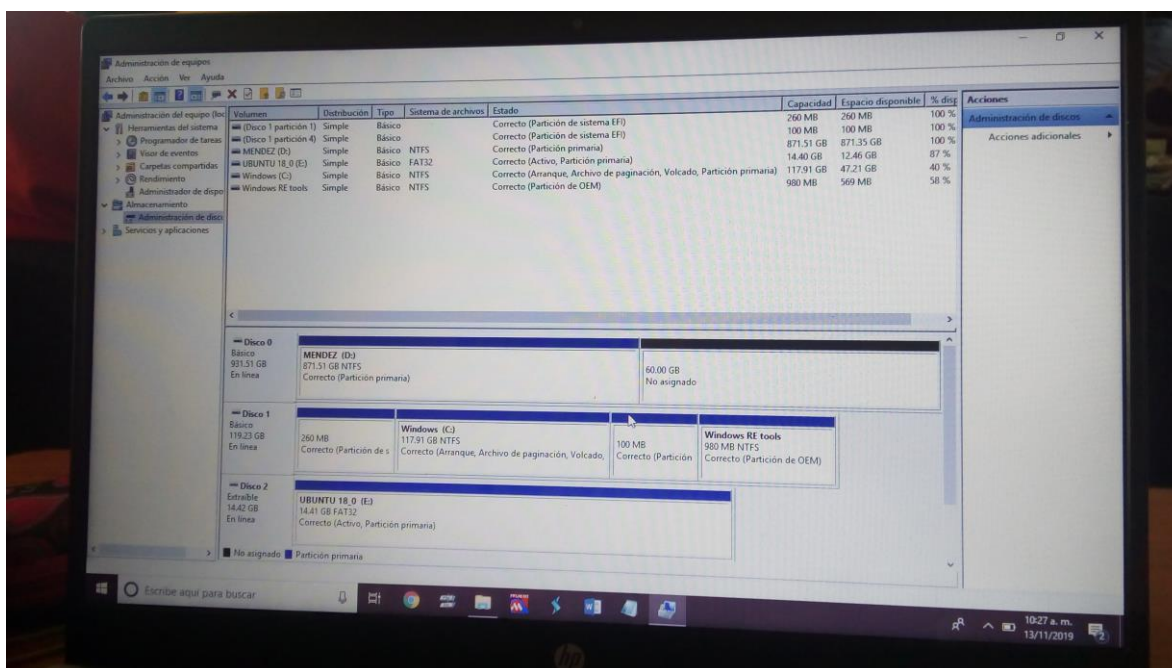 Administración de equipos
Archivo Acción Ver Ayuda
Administración del equipo (loc
Herramientas del sistema
Programador de tareas
Visor de eventos
Carpetas compartidas
Rendimiento
Administrador de dispo
Almacenamiento
Administración de disc
Servicios y aplicaciones
Volumen Distribución Tipo Sistema de archivos Estado Capacidad Espacio disponible % disp
(Disco 1 partición 1) Simple Básico Correcto (Partición de sistema EFI) 260 MB 260 MB 100 %
(Disco 1 partición 4) Simple Básico Correcto (Partición de sistema EFI) 100 MB 100 MB 100 %
MENDEZ (D:) Simple Básico NTFS Correcto (Partición primaria) 871.51 GB 871.35 GB 100 %
UBUNTU 18_0 (E:) Simple Básico FAT32 Correcto (Activo, Partición primaria) 14.40 GB 12.46 GB 87 %
Windows (C:) Simple Básico NTFS Correcto (Arranque, Archivo de paginación, Volcado, Partición primaria) 117.91 GB 47.21 GB 40 %
Windows RE tools Simple Básico NTFS Correcto (Partición de OEM) 980 MB 569 MB 58 %
Acciones
Administración de discos
Acciones adicionales
Disco 0
Básico
931.51 GB
En línea
MENDEZ (D:)
871.51 GB NTFS
Correcto (Partición primaria)
60.00 GB
No asignado
Disco 1
Básico
119.23 GB
En línea
260 MB
Correcto (Partición de s
Windows (C:)
117.91 GB NTFS
Correcto (Arranque, Archivo de paginación, Volcado,
100 MB
Correcto (Partición
Windows RE tools
980 MB NTFS
Correcto (Partición de OEM)
Disco 2
Extraíble
14.42 GB
En línea
UBUNTU 18_0 (E:)
14.41 GB FAT32
Correcto (Activo, Partición primaria)
No asignado Partición primaria
Escribe aquí para buscar
10:27 a. m.
13/11/2019
2
hp